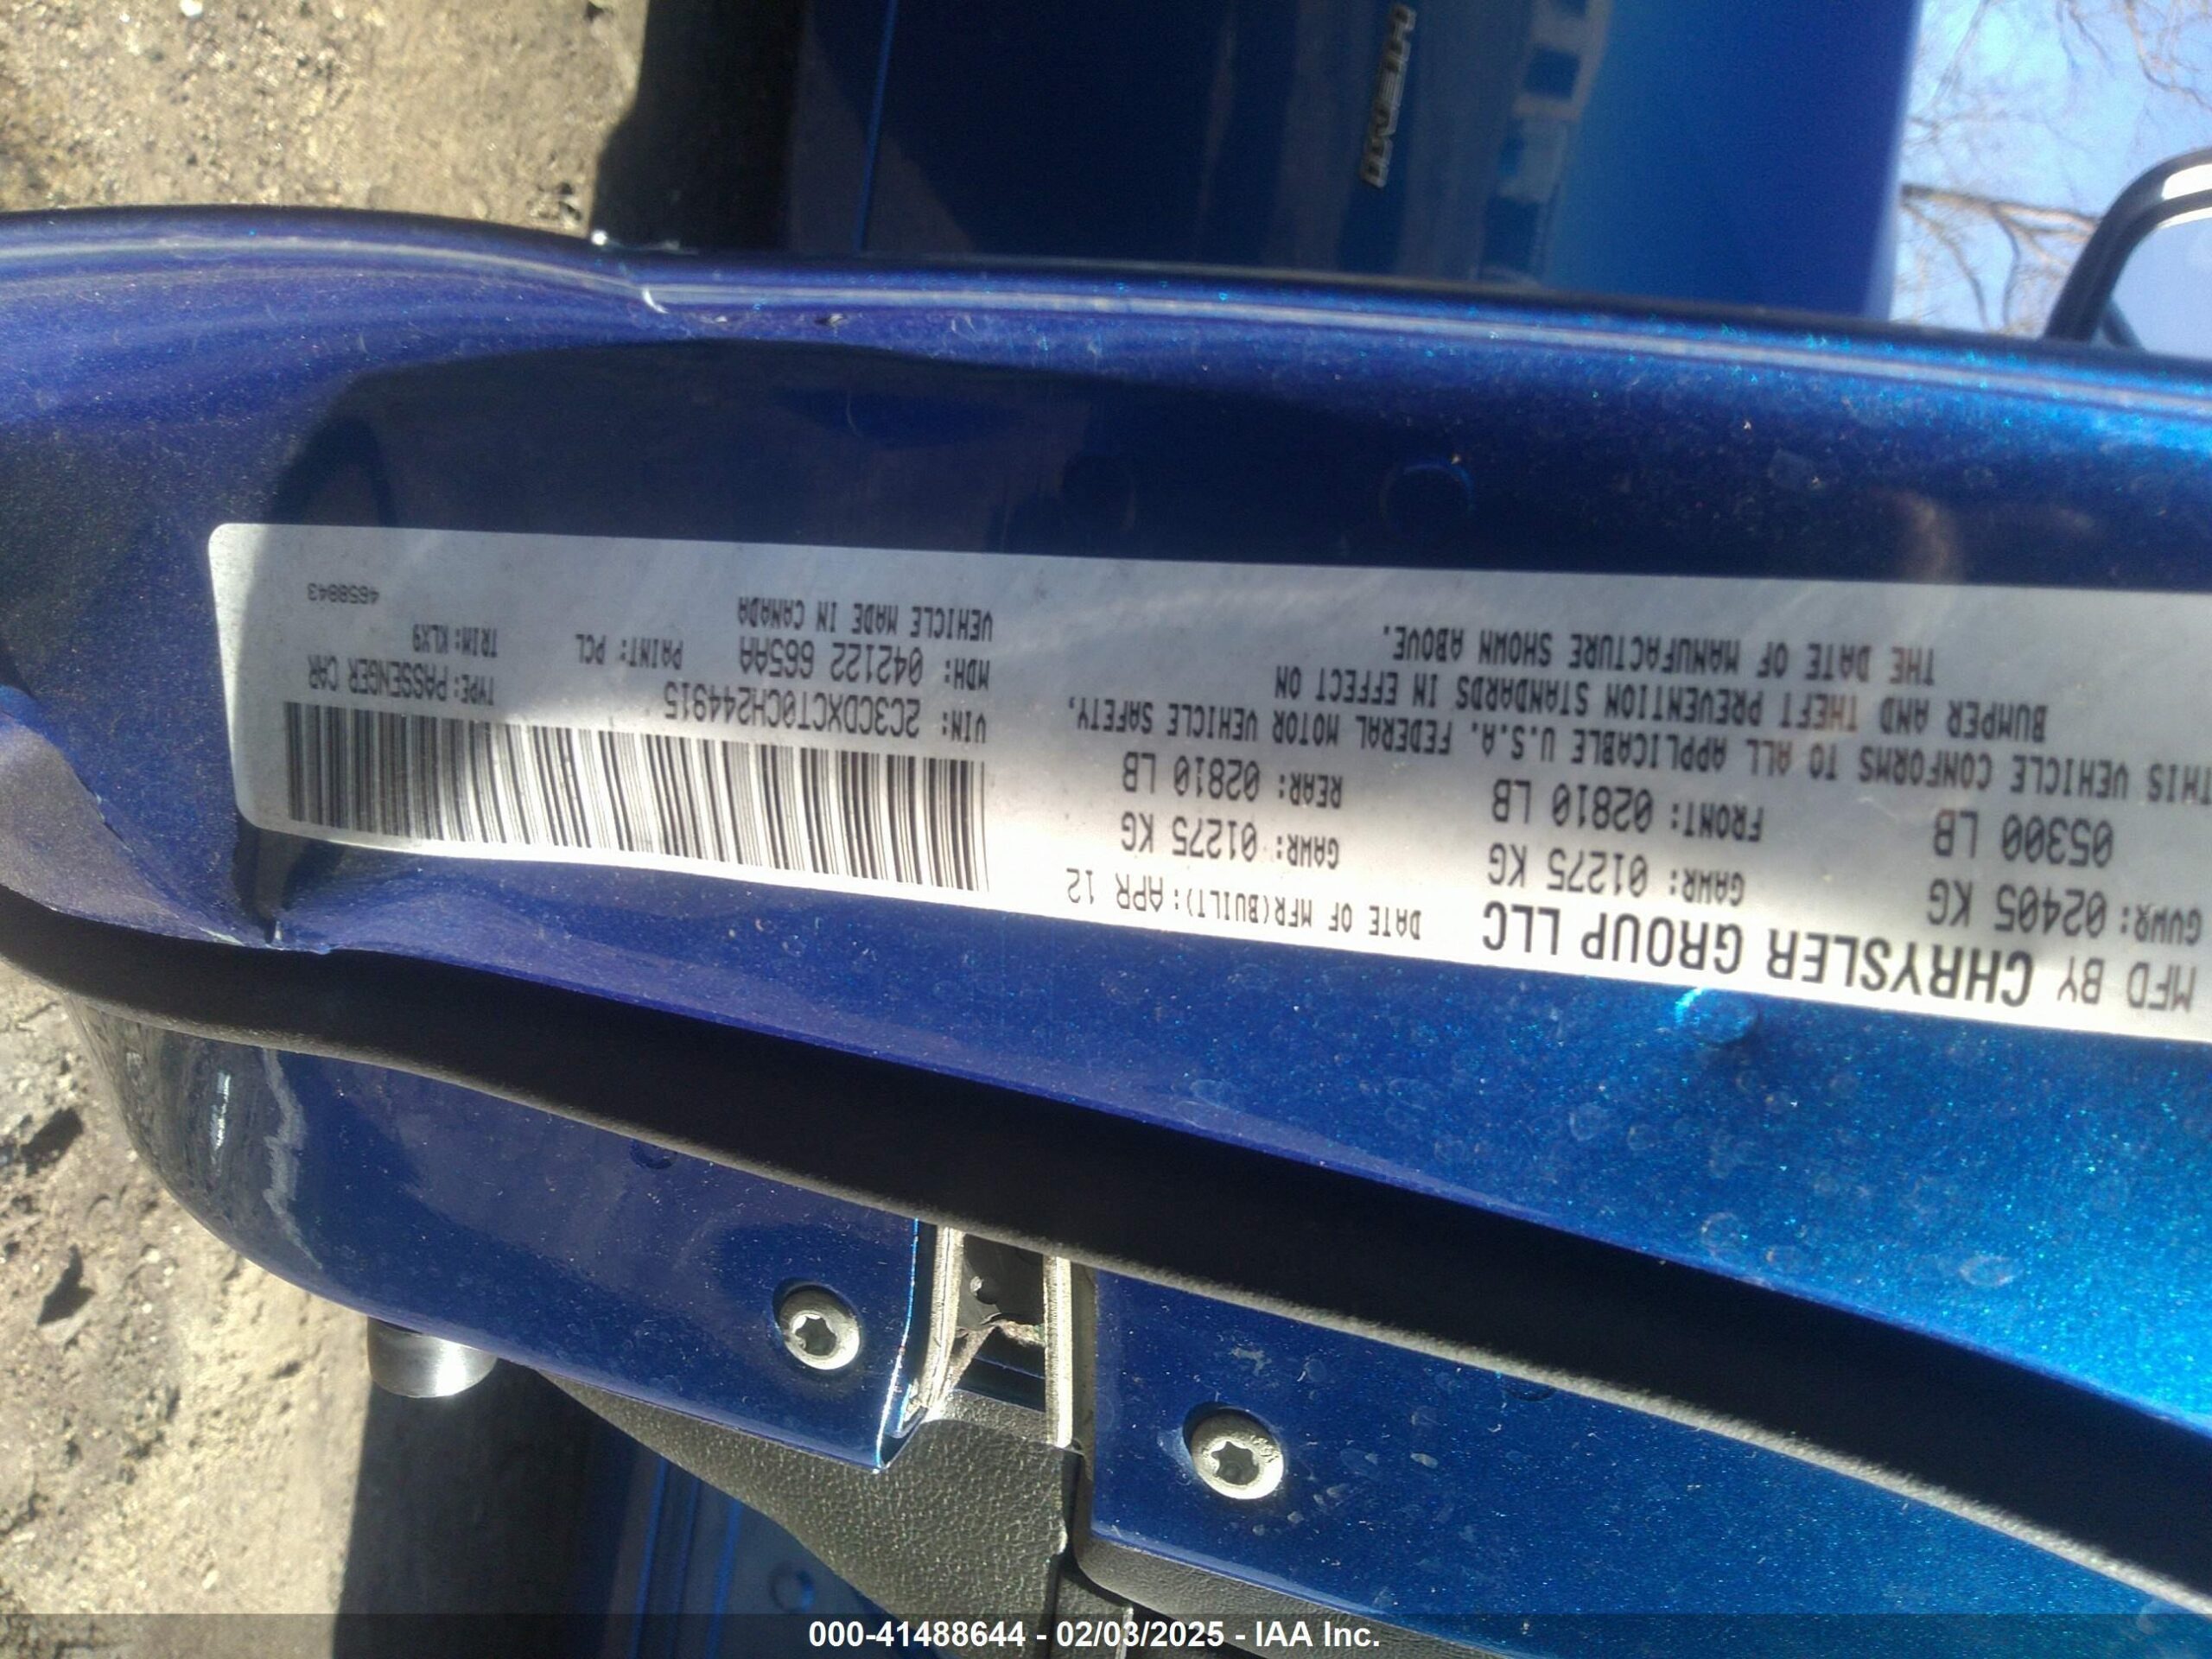 HEMI
MFD BY CHRYSLER GROUP LLC
DATE OF MFR(BUILT): APR 12
GVWR: 02405 KG
GAWR: 01275 KG
GAWR: 01275 KG
05300 LB
FRONT: 02810 LB
REAR: 02810 LB
THIS VEHICLE CONFORMS TO ALL APPLICABLE U.S.A. FEDERAL MOTOR VEHICLE SAFETY,
BUMPER AND THEFT PREVENTION STANDARDS IN EFFECT ON
THE DATE OF MANUFACTURE SHOWN ABOVE.
VIN: 2C3CDXCT0CH244915
TYPE: PASSENGER CAR
MDH: 042122 665AA
PAINT: PCL
TRIM: KLX9
VEHICLE MADE IN CANADA
4658843
000-41488644 - 02/03/2025 - IAA Inc.